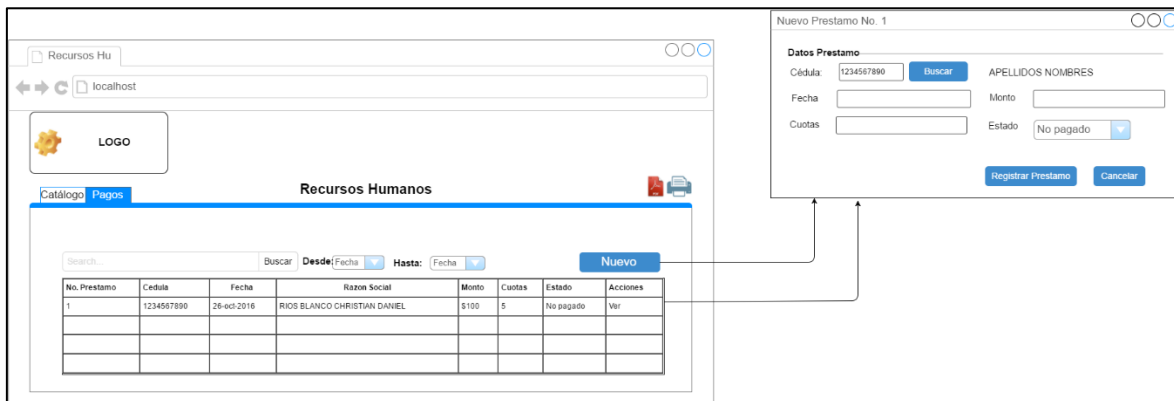 Recursos Hu
localhost
LOGO
Catálogo Pagos
Recursos Humanos
Search... Buscar Desde: Fecha Hasta: Fecha Nuevo
No. Prestamo Cedula Fecha Razon Social Monto Cuotas Estado Acciones
1 1234567890 26-oct-2016 RIOS BLANCO CHRISTIAN DANIEL $100 5 No pagado Ver
Nuevo Prestamo No. 1
Datos Prestamo
Cédula: 1234567890 Buscar APELLIDOS NOMBRES
Fecha Monto
Cuotas Estado No pagado
Registrar Prestamo Cancelar